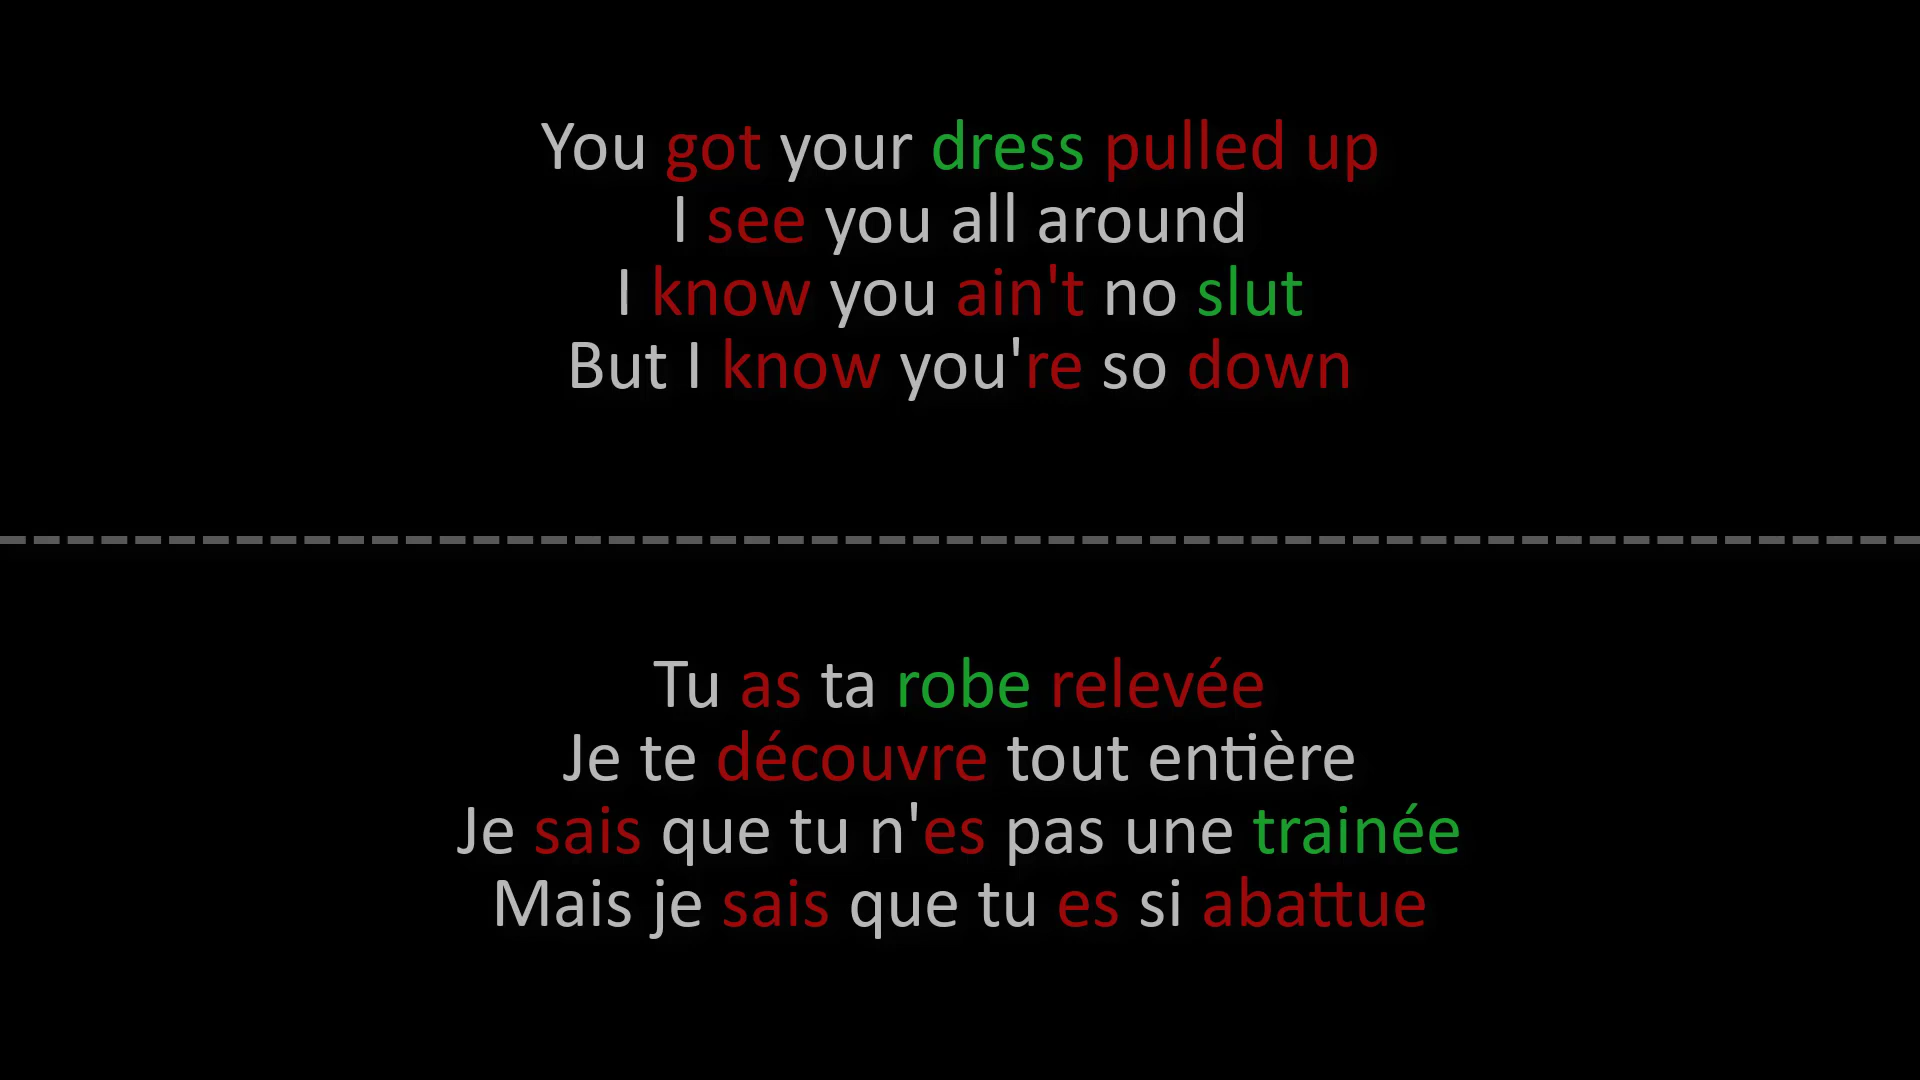 You got your dress pulled up
I see you all around
I know you ain't no slut
But I know you're so down
Tu as ta robe relevée
Je te découvre tout entière
Je sais que tu n'es pas une trainée
Mais je sais que tu es si abattue